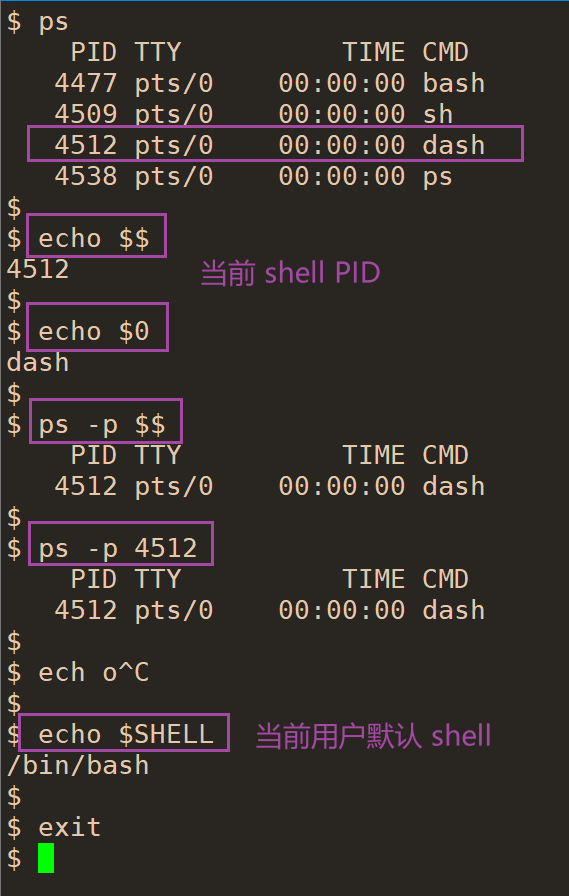 $ ps
    PID TTY          TIME CMD
   4477 pts/0    00:00:00 bash
   4509 pts/0    00:00:00 sh
   4512 pts/0    00:00:00 dash
   4538 pts/0    00:00:00 ps
$
$ echo $$
4512 当前 shell PID
$
$ echo $0
dash
$
$ ps -p $$
    PID TTY          TIME CMD
   4512 pts/0    00:00:00 dash
$
$ ps -p 4512
    PID TTY          TIME CMD
   4512 pts/0    00:00:00 dash
$
$ ech o^C
$
$ echo $SHELL 当前用户默认 shell
/bin/bash
$
$ exit
$